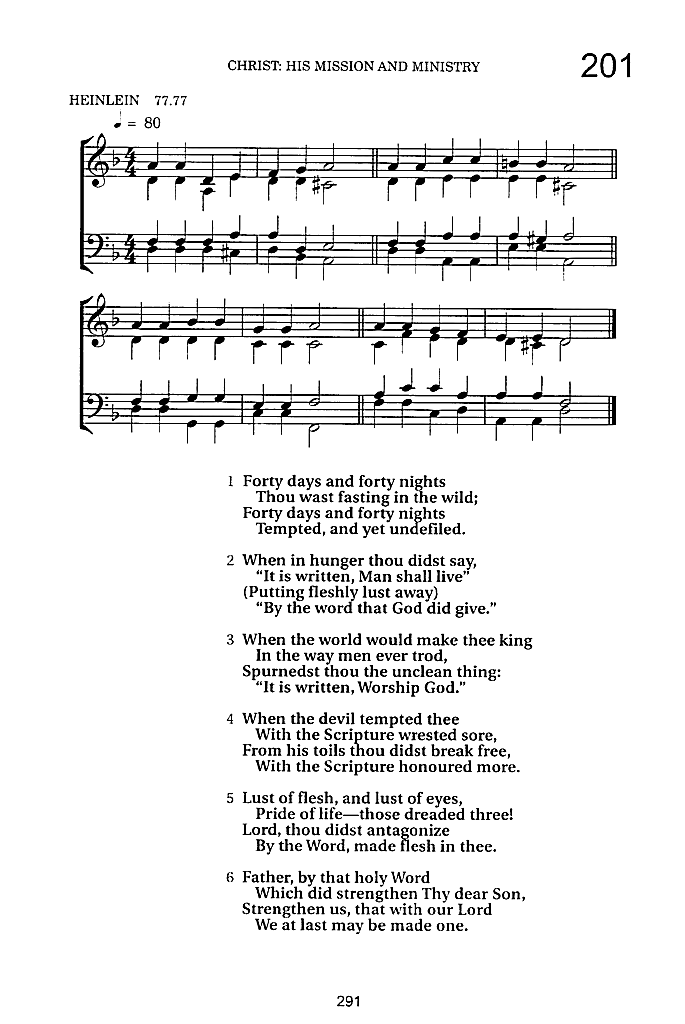 CHRIST: HIS MISSION AND MINISTRY
201
HEINLEIN 77.77
♩ = 80
1 Forty days and forty nights
Thou wast fasting in the wild;
Forty days and forty nights
Tempted, and yet undefiled.
2 When in hunger thou didst say,
“It is written, Man shall live”
(Putting fleshly lust away)
“By the word that God did give.”
3 When the world would make thee king
In the way men ever trod,
Spurnedst thou the unclean thing:
“It is written, Worship God.”
4 When the devil tempted thee
With the Scripture wrested sore,
From his toils thou didst break free,
With the Scripture honoured more.
5 Lust of flesh, and lust of eyes,
Pride of life—those dreaded three!
Lord, thou didst antagonize
By the Word, made flesh in thee.
6 Father, by that holy Word
Which did strengthen Thy dear Son,
Strengthen us, that with our Lord
We at last may be made one.
291